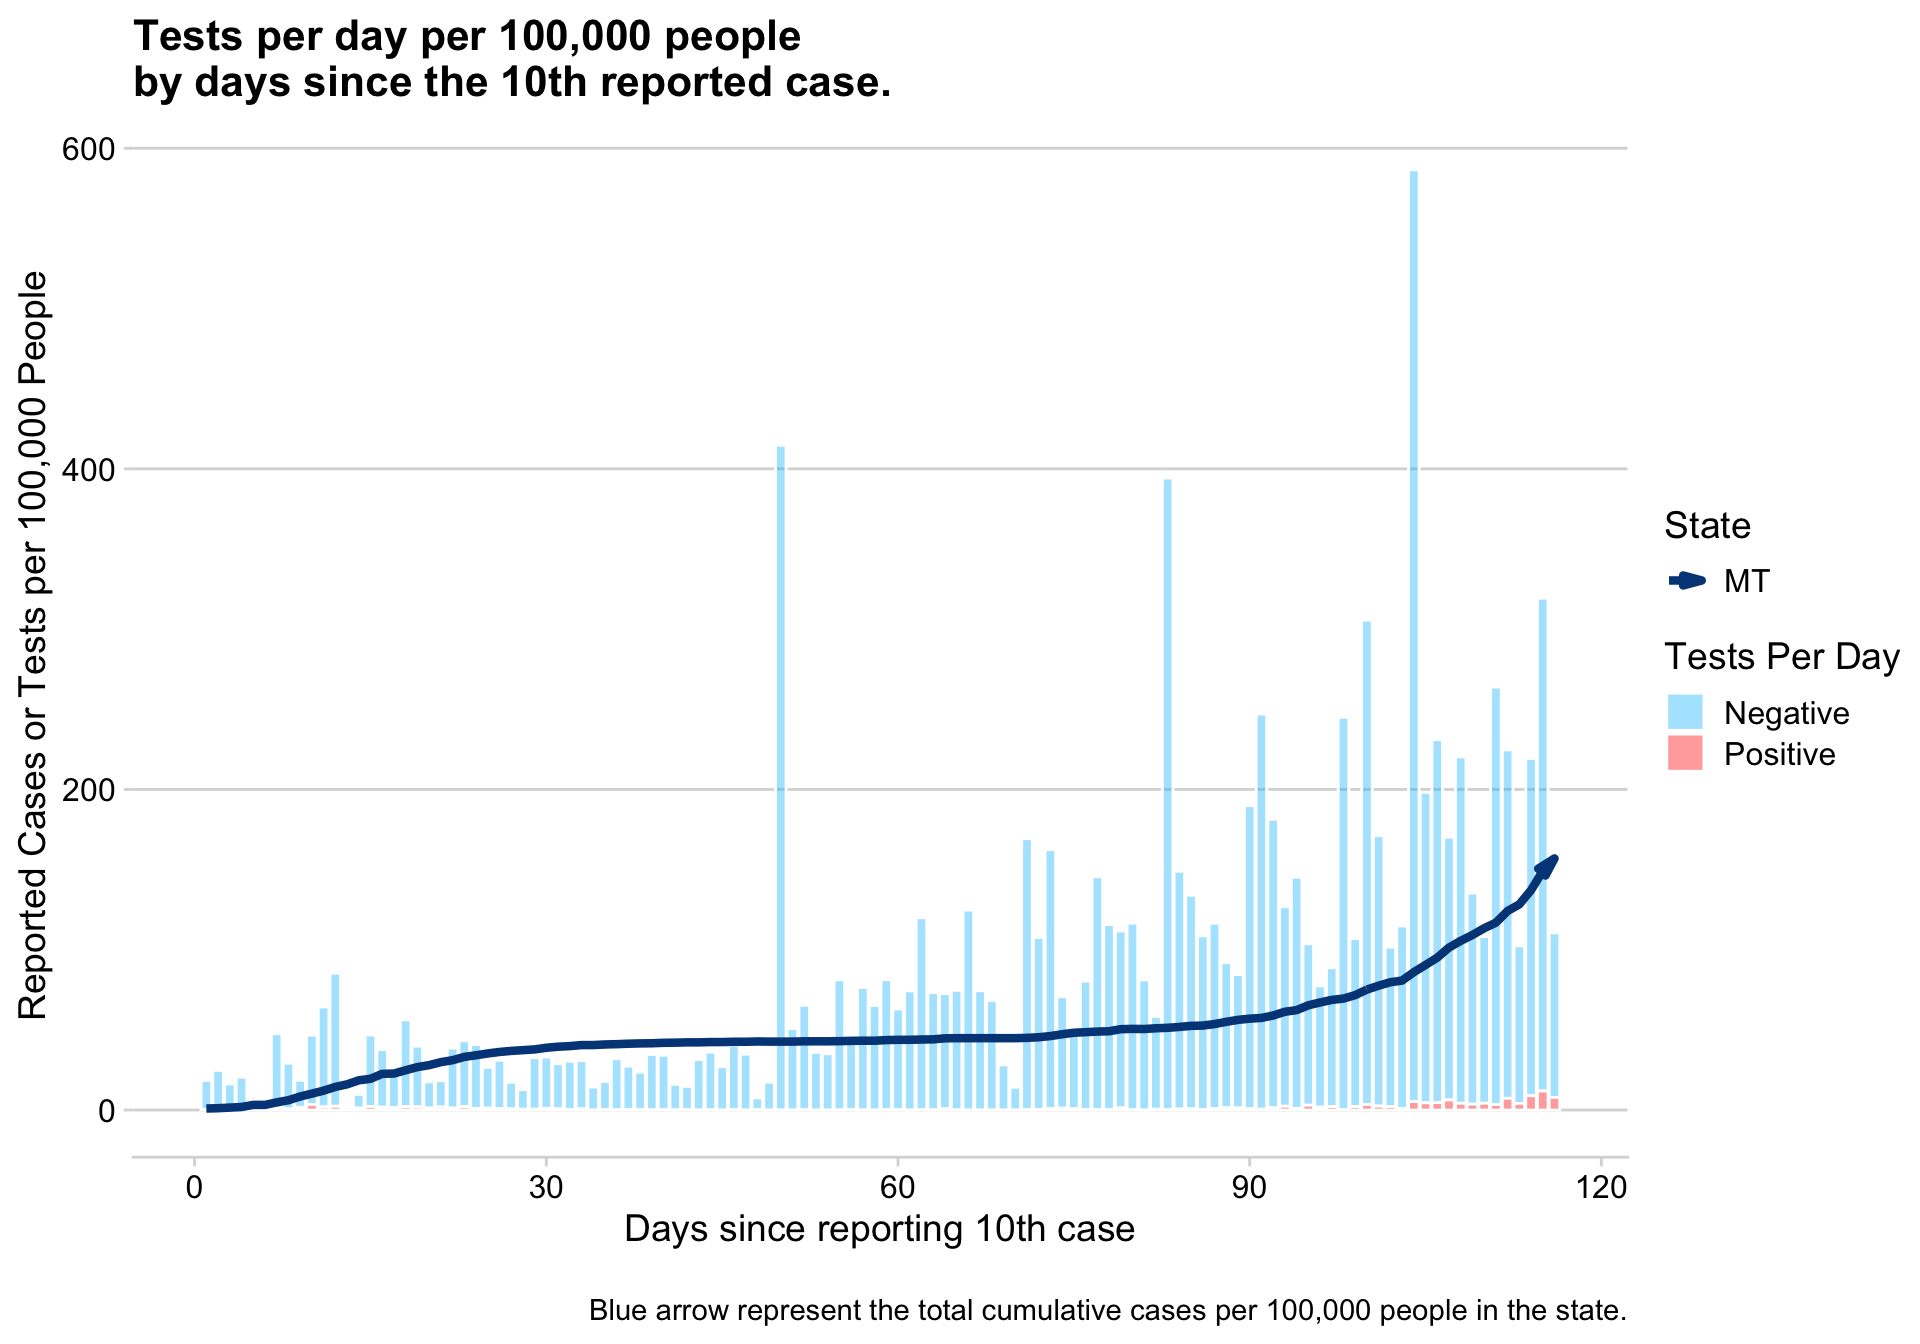 Tests per day per 100,000 people
by days since the 10th reported case.
Reported Cases or Tests per 100,000 People
600
400
200
0
0 30 60 90 120
Days since reporting 10th case
State
MT
Tests Per Day
Negative
Positive
Blue arrow represent the total cumulative cases per 100,000 people in the state.